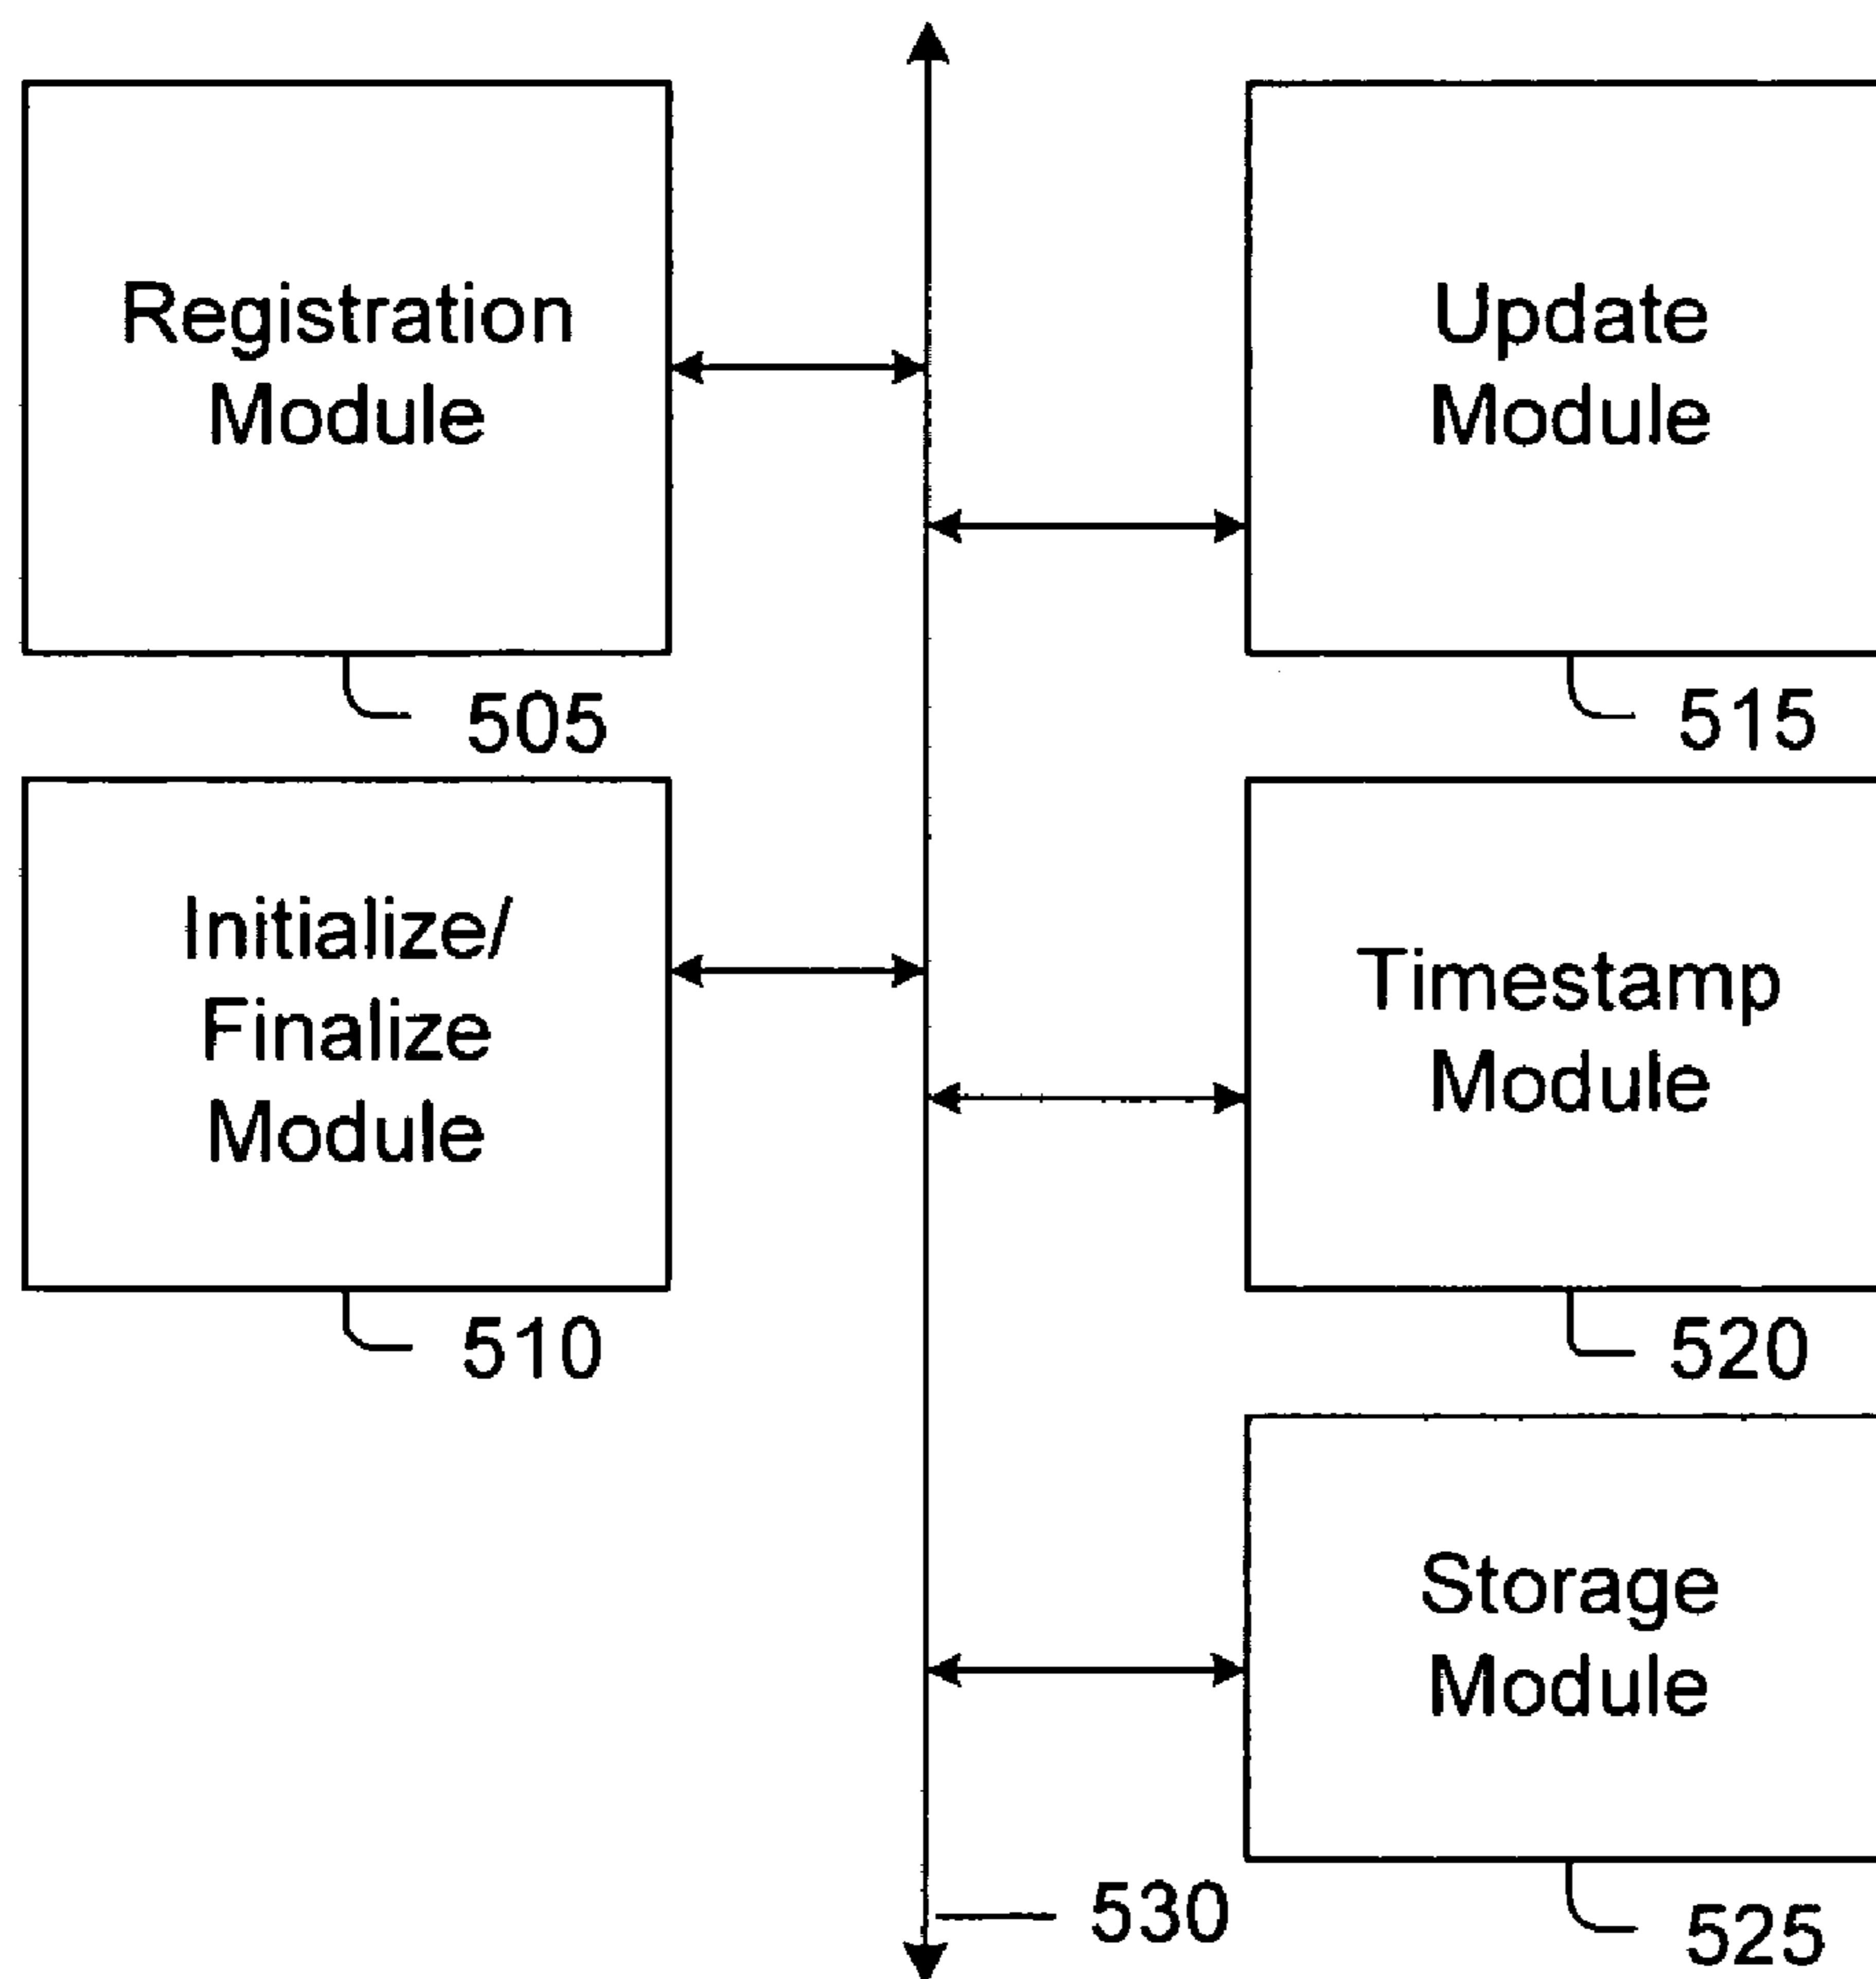 Registration
Module
505
Update
Module
515
Initialize/
Finalize
Module
510
Timestamp
Module
520
Storage
Module
525
530